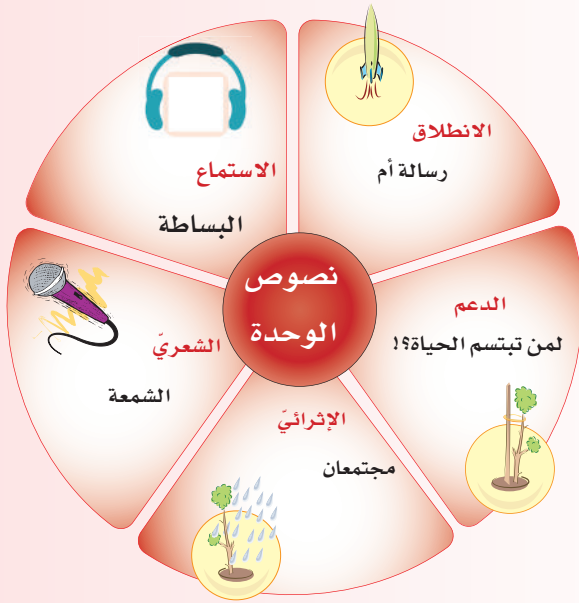 نصوص
الوحدة
الانطلاق
رسالة أم
الدعم
لمن تبتسم الحياة؟!
الإثرائيّ
مجتمعان
الشعريّ
الشمعة
الاستماع
البساطة